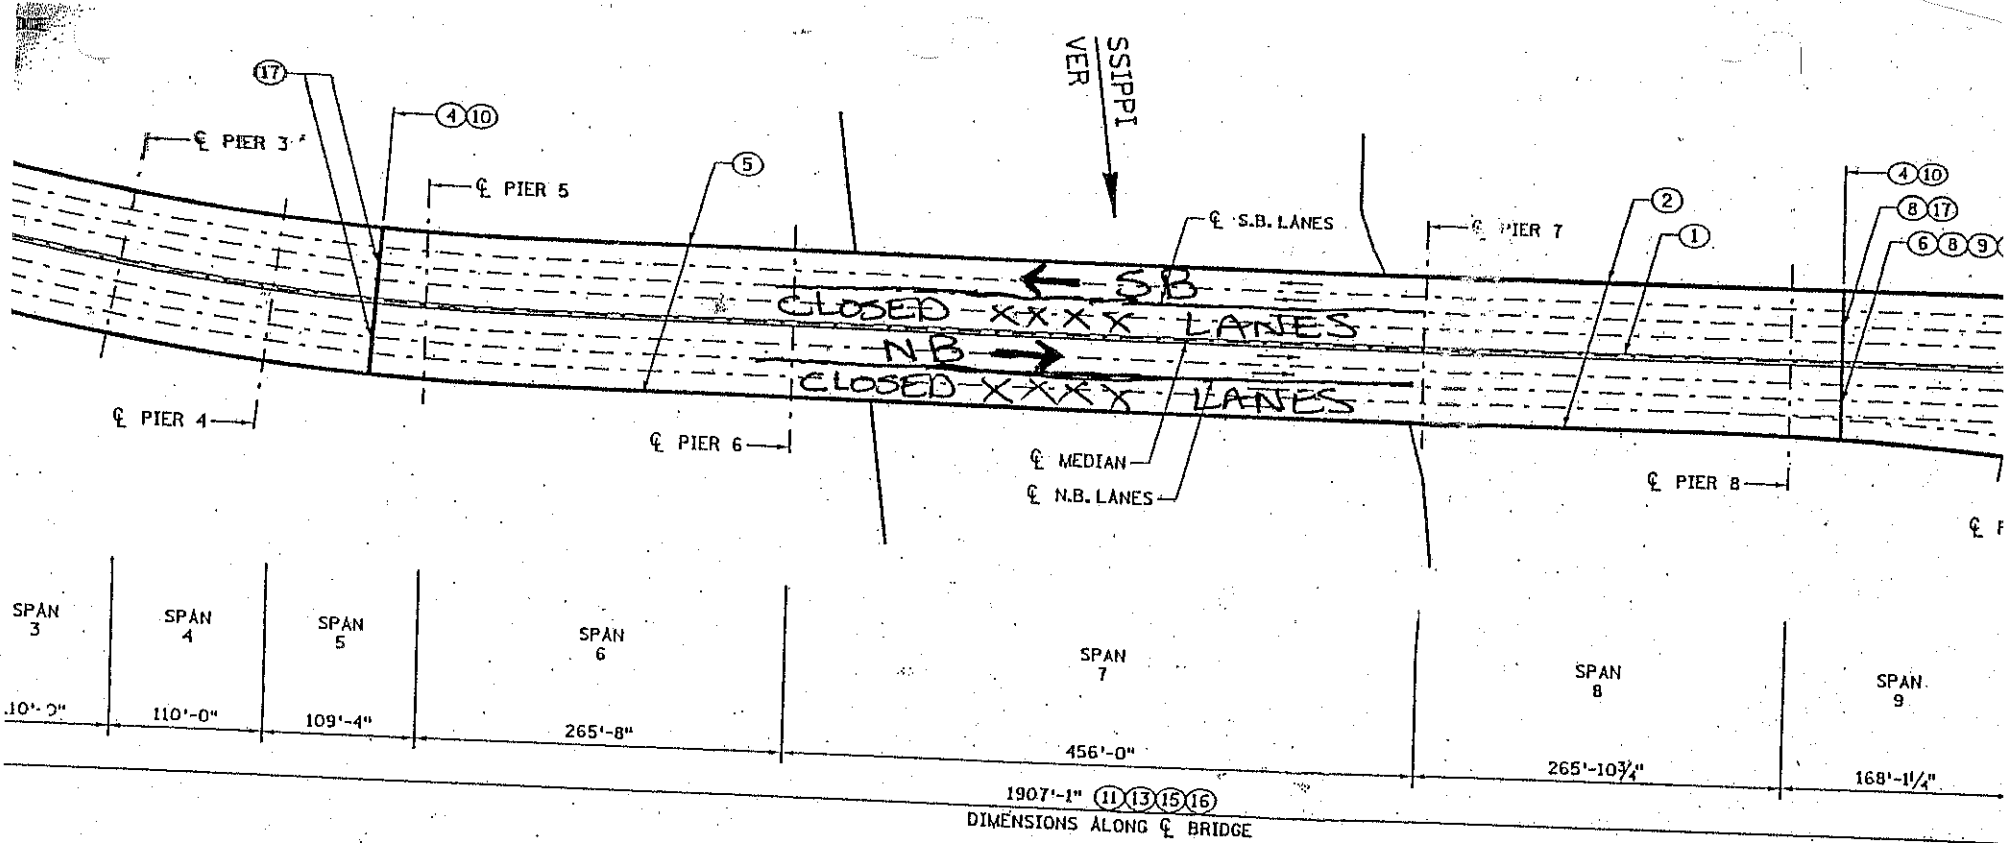 SSIPPI
VER
17
4 10
℄ PIER 3
℄ PIER 5
5
℄ S.B. LANES
℄ PIER 7
2
1
4 10
8 17
6 8 9
← SB
CLOSED XXXX LANES
NB →
CLOSED XXXX LANES
℄ PIER 4
℄ PIER 6
℄ MEDIAN
℄ N.B. LANES
℄ PIER 8
℄ P
SPAN
3
SPAN
4
SPAN
5
SPAN
6
SPAN
7
SPAN
8
SPAN
9
10'-0"
110'-0"
109'-4"
265'-8"
456'-0"
265'-10¾"
168'-1¼"
1907'-1" 11 13 15 16
DIMENSIONS ALONG ℄ BRIDGE